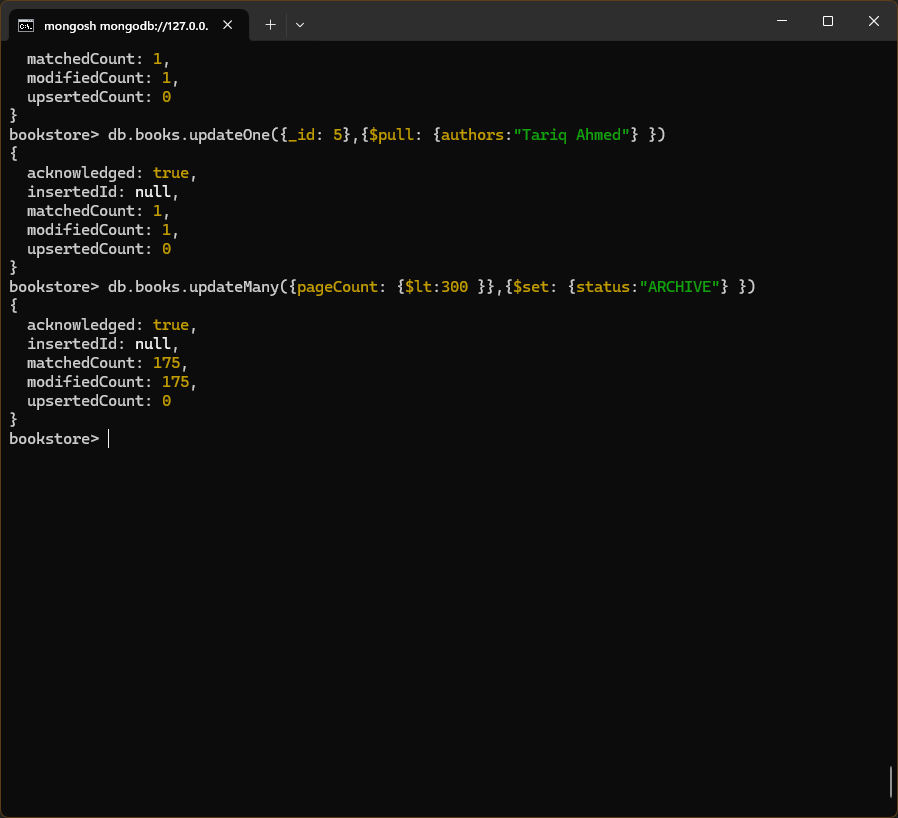 mongosh mongodb://127.0.0.
matchedCount: 1,
modifiedCount: 1,
upsertedCount: 0
}
bookstore> db.books.updateOne({_id: 5},{$pull: {authors:"Tariq Ahmed"} })
{
acknowledged: true,
insertedId: null,
matchedCount: 1,
modifiedCount: 1,
upsertedCount: 0
}
bookstore> db.books.updateMany({pageCount: {$lt:300 }},{$set: {status:"ARCHIVE"} })
{
acknowledged: true,
insertedId: null,
matchedCount: 175,
modifiedCount: 175,
upsertedCount: 0
}
bookstore>